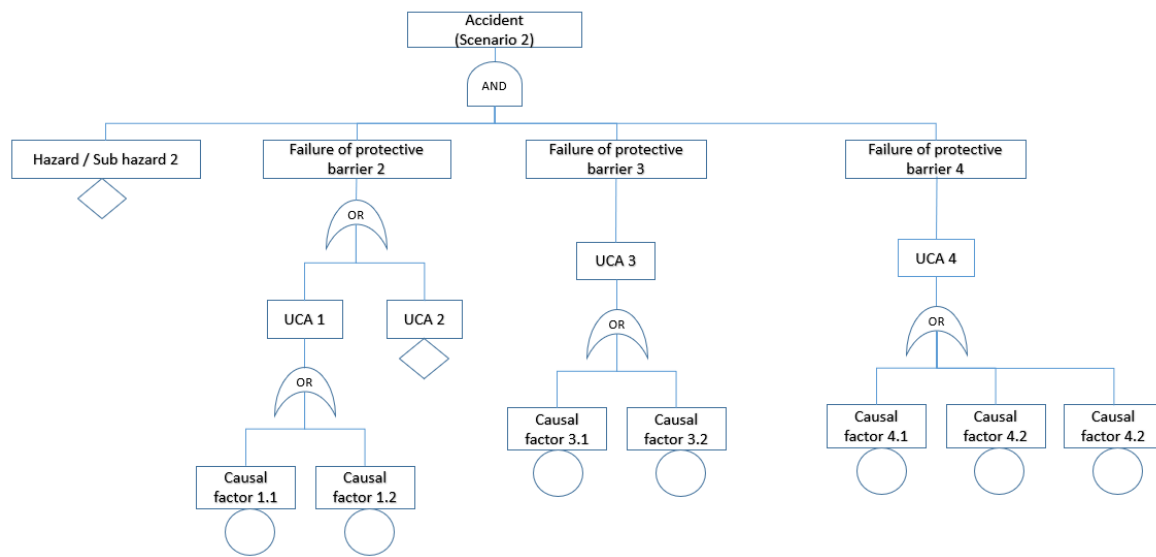 Accident
(Scenario 2)
AND
Hazard / Sub hazard 2
Failure of protective
barrier 2
Failure of protective
barrier 3
Failure of protective
barrier 4
OR
UCA 3
UCA 4
UCA 1
UCA 2
OR
OR
OR
Causal
factor 3.1
Causal
factor 3.2
Causal
factor 4.1
Causal
factor 4.2
Causal
factor 4.2
Causal
factor 1.1
Causal
factor 1.2